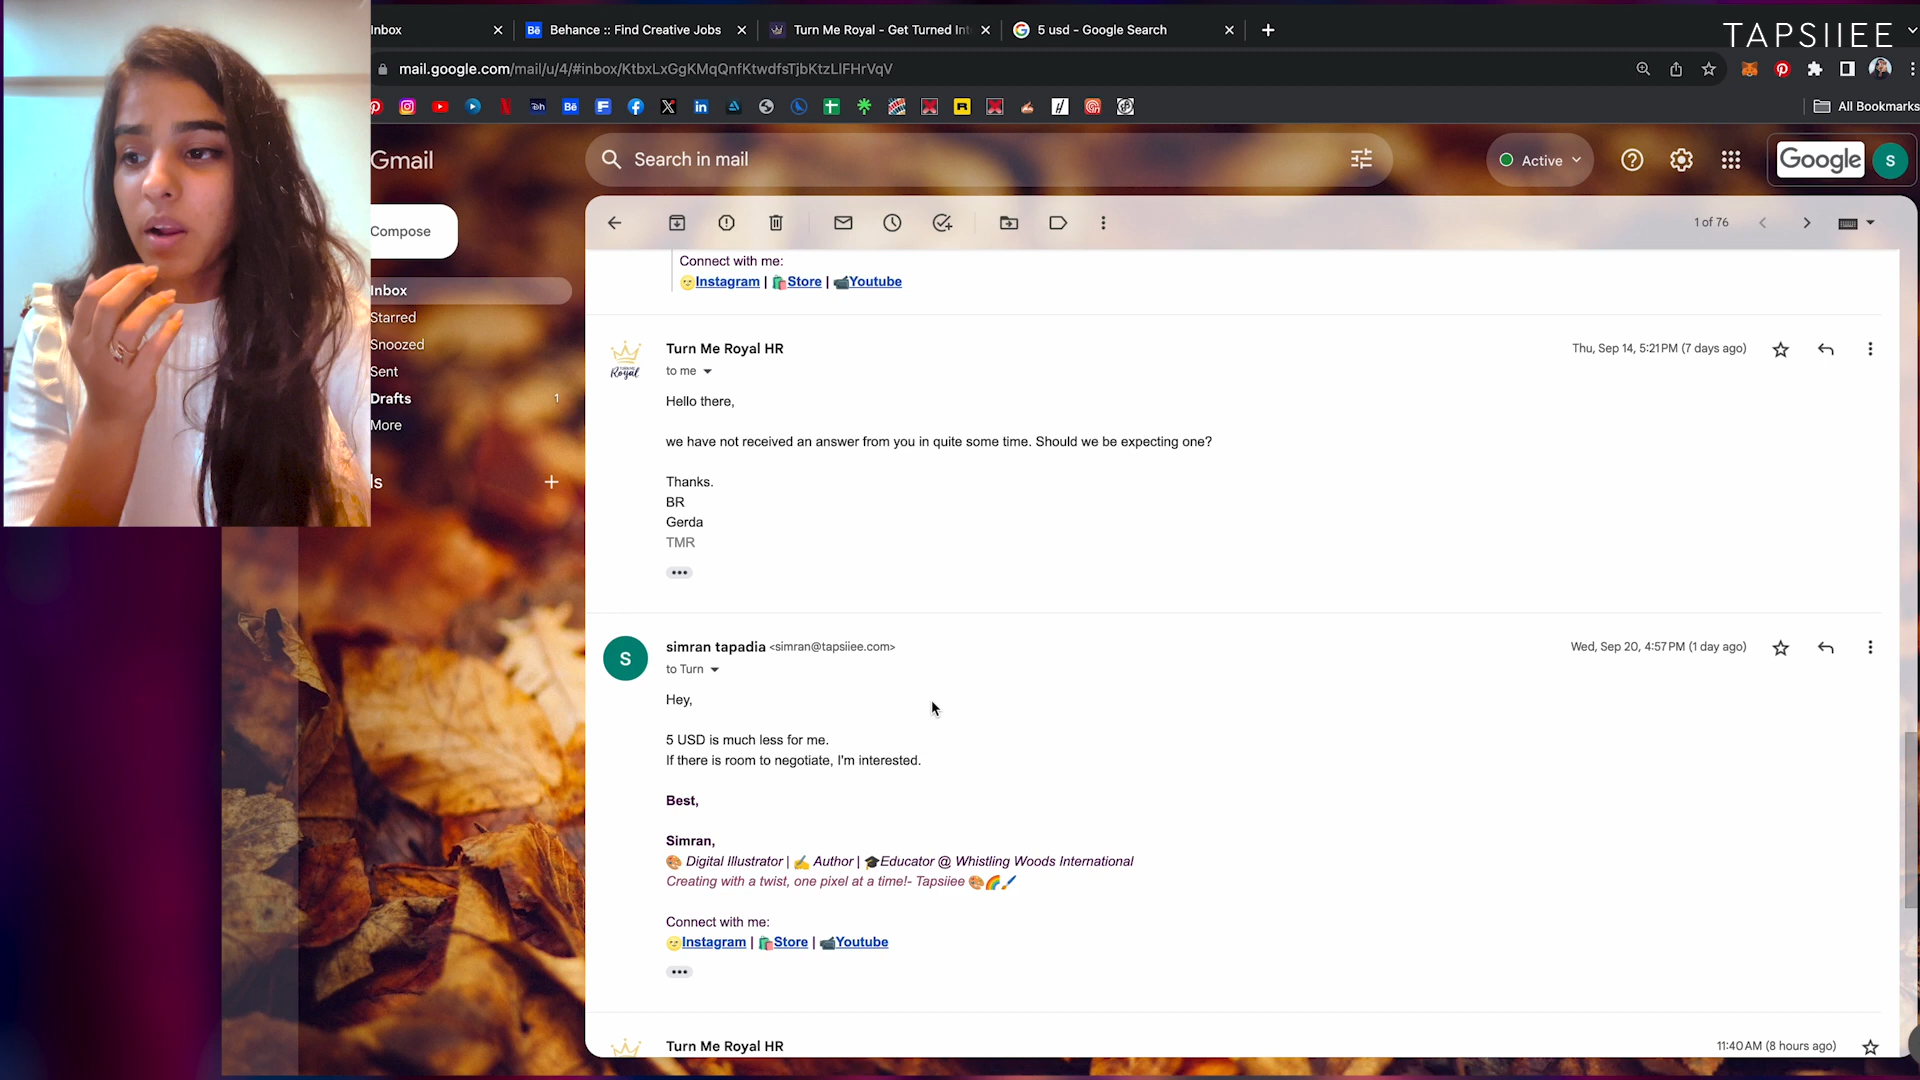 nbox
Behance :: Find Creative Jobs
Turn Me Royal - Get Turned Int
5 usd - Google Search
TAPSIIEE
mail.google.com/mail/u/4/#inbox/KtbxLxGgKMqQnfKtwdfsTjbKtzLlFHrVqV
All Bookmarks
Gmail
Search in mail
Active
Google
S
Compose
1 of 76
Inbox
Starred
Snoozed
Sent
Drafts 1
More
ls
Connect with me:
Instagram | Store | Youtube
Turn Me Royal HR
Thu, Sep 14, 5:21 PM (7 days ago)
Royal
to me
Hello there,
we have not received an answer from you in quite some time. Should we be expecting one?
Thanks.
BR
Gerda
TMR
S
simran tapadia <simran@tapsiiee.com>
Wed, Sep 20, 4:57 PM (1 day ago)
to Turn
Hey,
5 USD is much less for me.
If there is room to negotiate, I'm interested.
Best,
Simran,
Digital Illustrator | Author | Educator @ Whistling Woods International
Creating with a twist, one pixel at a time!- Tapsiiee
Connect with me:
Instagram | Store | Youtube
Turn Me Royal HR
11:40 AM (8 hours ago)